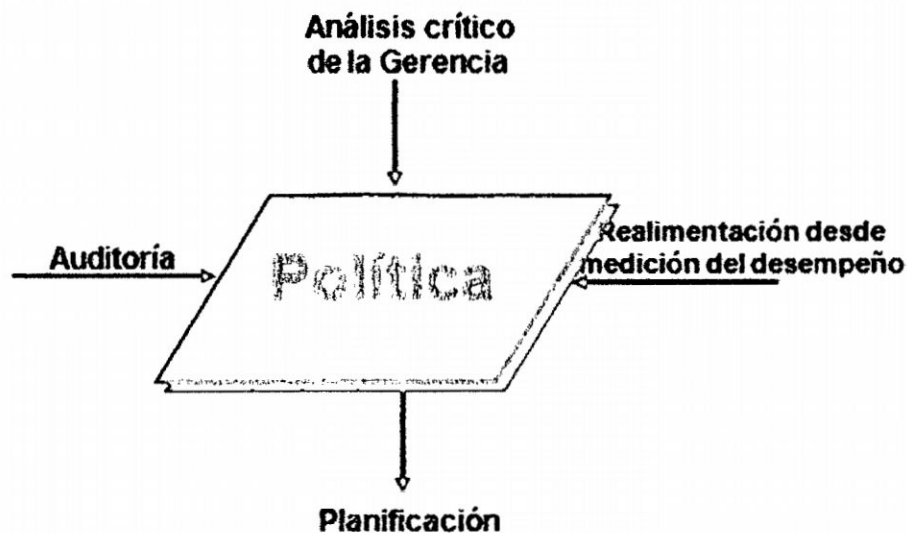 Análisis crítico
de la Gerencia
Auditoría
Política
Realimentación desde
medición del desempeño
Planificación